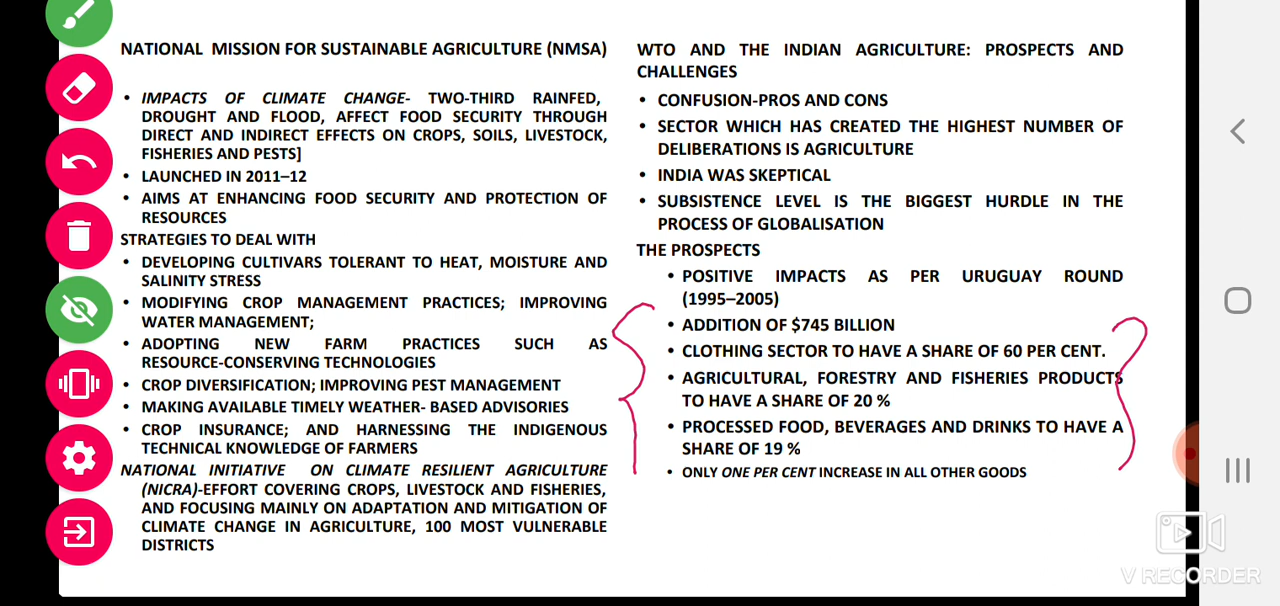 NATIONAL MISSION FOR SUSTAINABLE AGRICULTURE (NMSA)
• IMPACTS OF CLIMATE CHANGE- TWO-THIRD RAINFED,
DROUGHT AND FLOOD, AFFECT FOOD SECURITY THROUGH
DIRECT AND INDIRECT EFFECTS ON CROPS, SOILS, LIVESTOCK,
FISHERIES AND PESTS]
• LAUNCHED IN 2011–12
• AIMS AT ENHANCING FOOD SECURITY AND PROTECTION OF
RESOURCES
STRATEGIES TO DEAL WITH
• DEVELOPING CULTIVARS TOLERANT TO HEAT, MOISTURE AND
SALINITY STRESS
• MODIFYING CROP MANAGEMENT PRACTICES; IMPROVING
WATER MANAGEMENT;
• ADOPTING NEW FARM PRACTICES SUCH AS
RESOURCE-CONSERVING TECHNOLOGIES
• CROP DIVERSIFICATION; IMPROVING PEST MANAGEMENT
• MAKING AVAILABLE TIMELY WEATHER- BASED ADVISORIES
• CROP INSURANCE; AND HARNESSING THE INDIGENOUS
TECHNICAL KNOWLEDGE OF FARMERS
NATIONAL INITIATIVE ON CLIMATE RESILIENT AGRICULTURE
(NICRA)-EFFORT COVERING CROPS, LIVESTOCK AND FISHERIES,
AND FOCUSING MAINLY ON ADAPTATION AND MITIGATION OF
CLIMATE CHANGE IN AGRICULTURE, 100 MOST VULNERABLE
DISTRICTS
WTO AND THE INDIAN AGRICULTURE: PROSPECTS AND
CHALLENGES
• CONFUSION-PROS AND CONS
• SECTOR WHICH HAS CREATED THE HIGHEST NUMBER OF
DELIBERATIONS IS AGRICULTURE
• INDIA WAS SKEPTICAL
• SUBSISTENCE LEVEL IS THE BIGGEST HURDLE IN THE
PROCESS OF GLOBALISATION
THE PROSPECTS
• POSITIVE IMPACTS AS PER URUGUAY ROUND
(1995–2005)
• ADDITION OF $745 BILLION
• CLOTHING SECTOR TO HAVE A SHARE OF 60 PER CENT.
• AGRICULTURAL, FORESTRY AND FISHERIES PRODUCTS
TO HAVE A SHARE OF 20 %
• PROCESSED FOOD, BEVERAGES AND DRINKS TO HAVE A
SHARE OF 19 %
• ONLY ONE PER CENT INCREASE IN ALL OTHER GOODS
V RECORDER